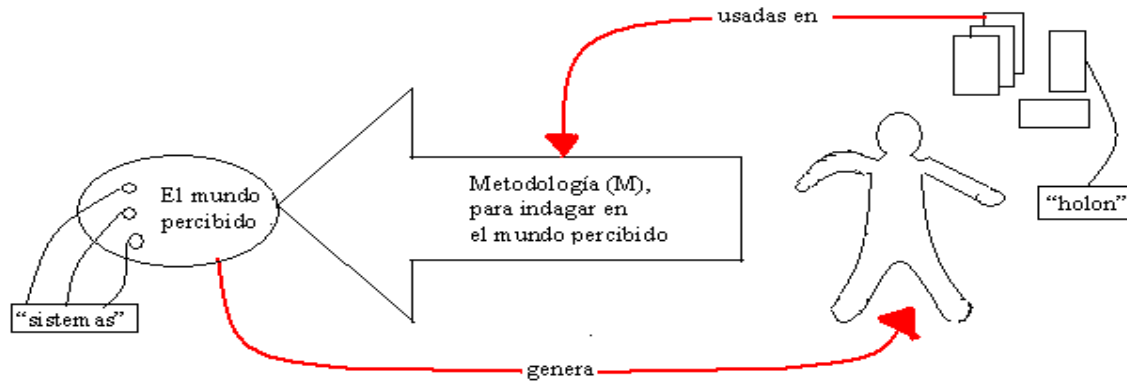 usadas en
El mundo
percibido
Metodología (M),
para indagar en
el mundo percibido
“holon”
“sistemas”
genera